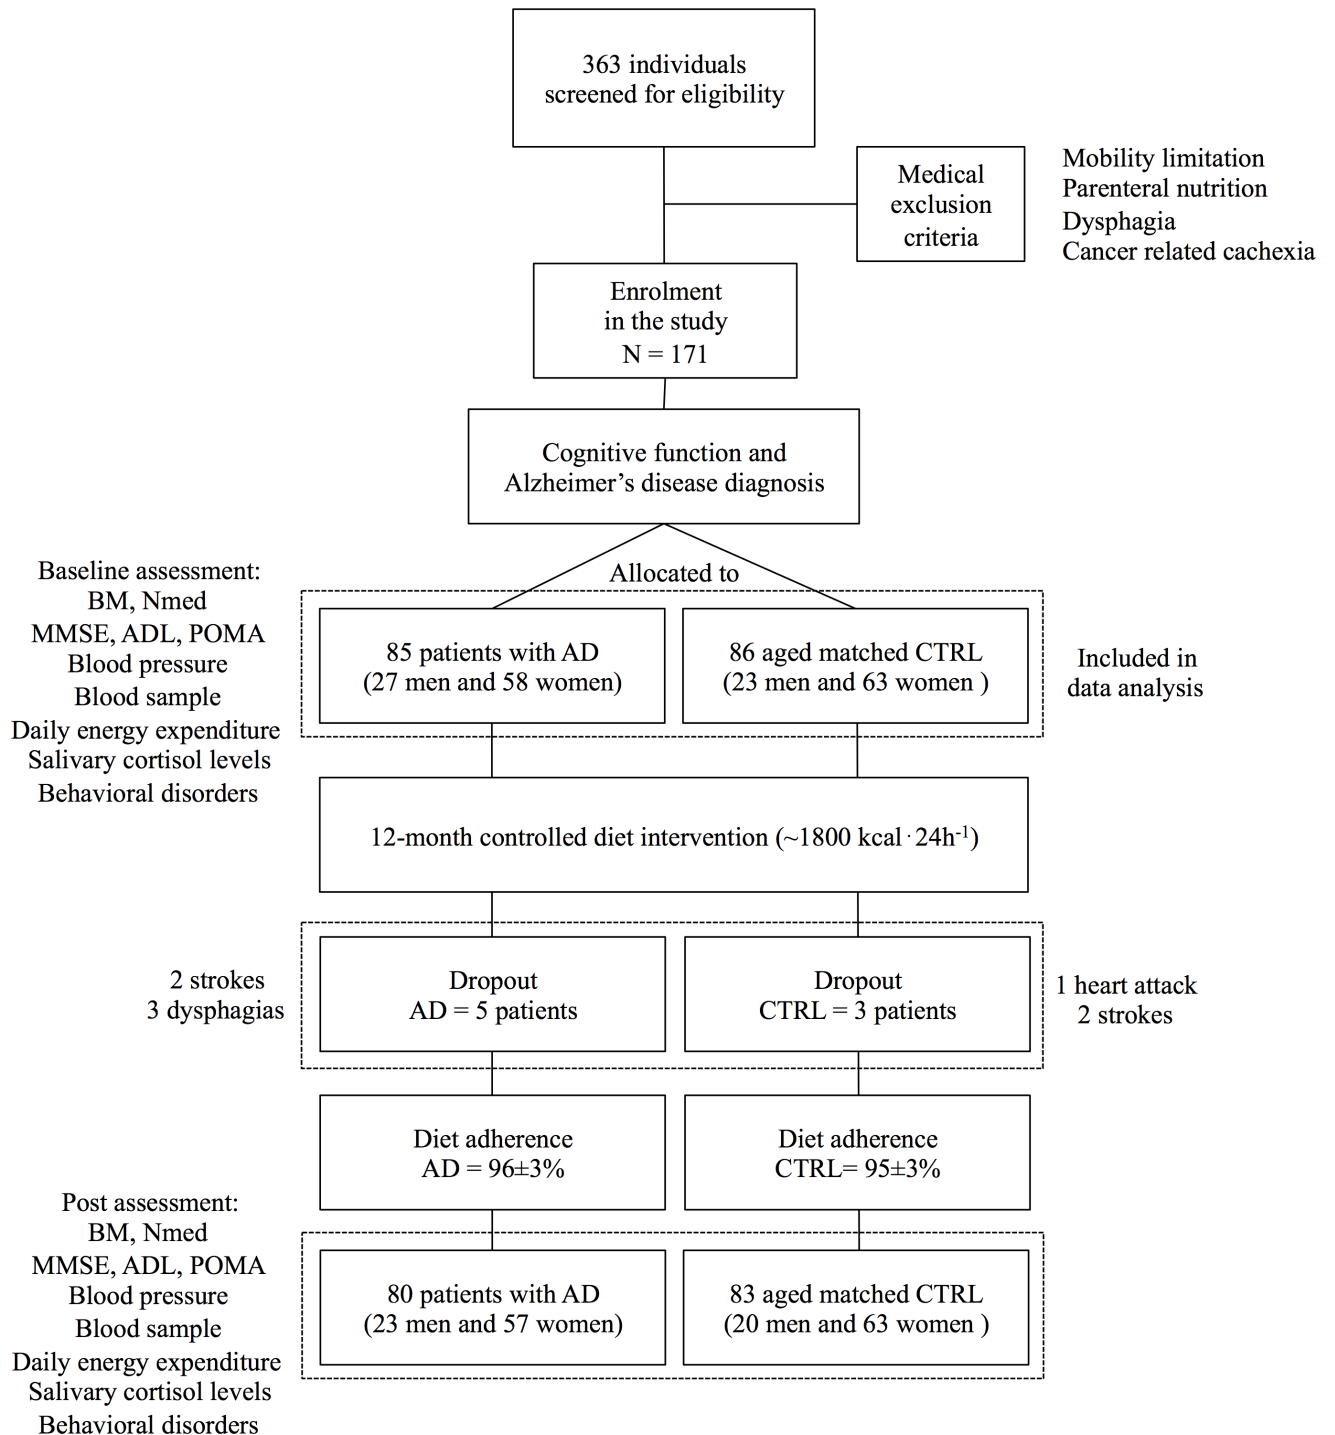 363 individuals
screened for eligibility
Medical
exclusion
criteria
Mobility limitation
Parenteral nutrition
Dysphagia
Cancer related cachexia
Enrolment
in the study
N = 171
Cognitive function and
Alzheimer’s disease diagnosis
Allocated to
Baseline assessment:
BM, Nmed
MMSE, ADL, POMA
Blood pressure
Blood sample
Daily energy expenditure
Salivary cortisol levels
Behavioral disorders
85 patients with AD
(27 men and 58 women)
86 aged matched CTRL
(23 men and 63 women )
Included in
data analysis
12-month controlled diet intervention (~1800 kcal·24h⁻¹)
2 strokes
3 dysphagias
Dropout
AD = 5 patients
Dropout
CTRL = 3 patients
1 heart attack
2 strokes
Diet adherence
AD = 96±3%
Diet adherence
CTRL= 95±3%
Post assessment:
BM, Nmed
MMSE, ADL, POMA
Blood pressure
Blood sample
Daily energy expenditure
Salivary cortisol levels
Behavioral disorders
80 patients with AD
(23 men and 57 women)
83 aged matched CTRL
(20 men and 63 women )